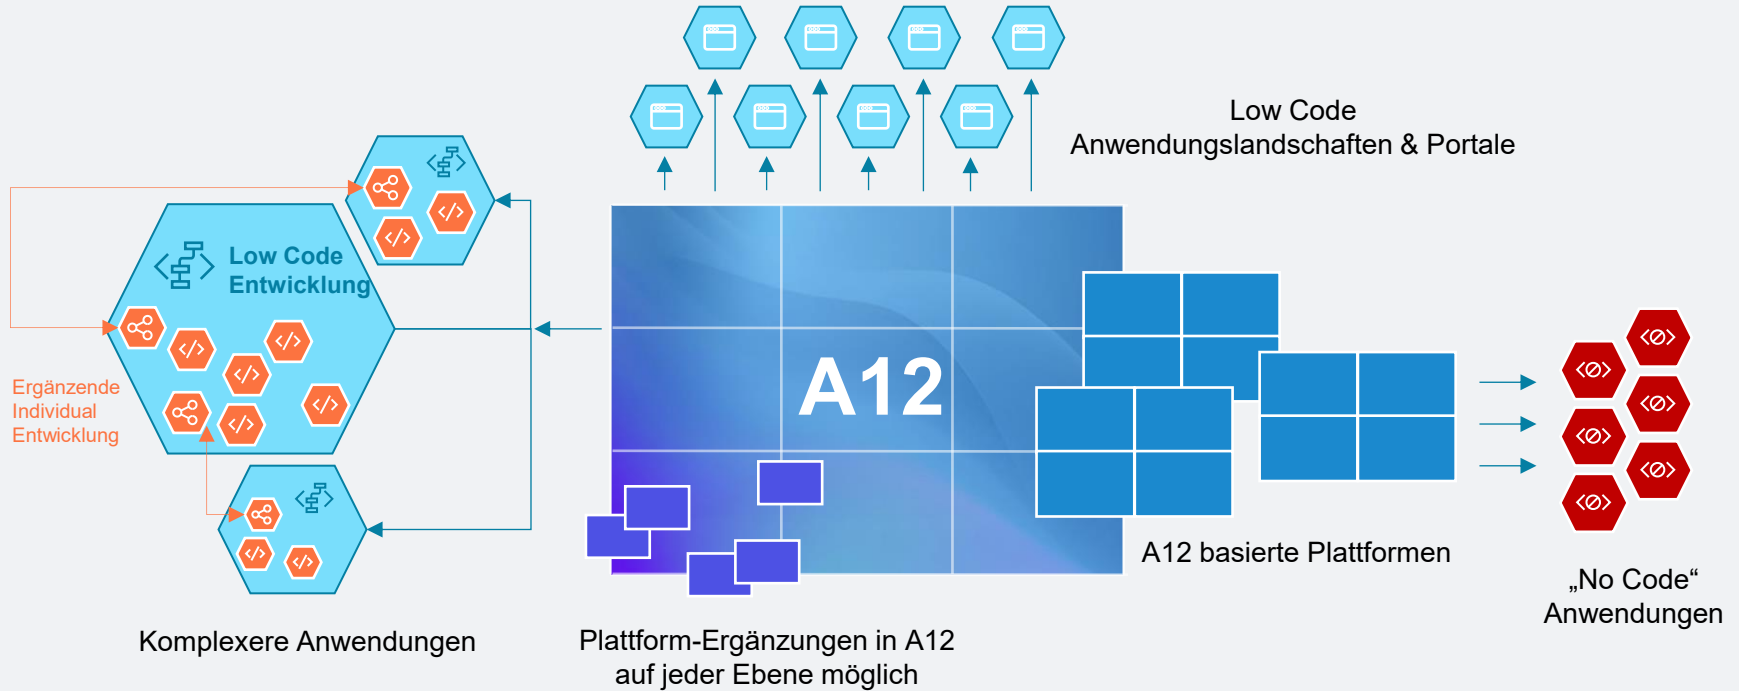 Low Code
Anwendungslandschaften & Portale
Low Code
Entwicklung
A12
Ergänzende
Individual
Entwicklung
A12 basierte Plattformen
„No Code“
Anwendungen
Komplexere Anwendungen
Plattform-Ergänzungen in A12
auf jeder Ebene möglich